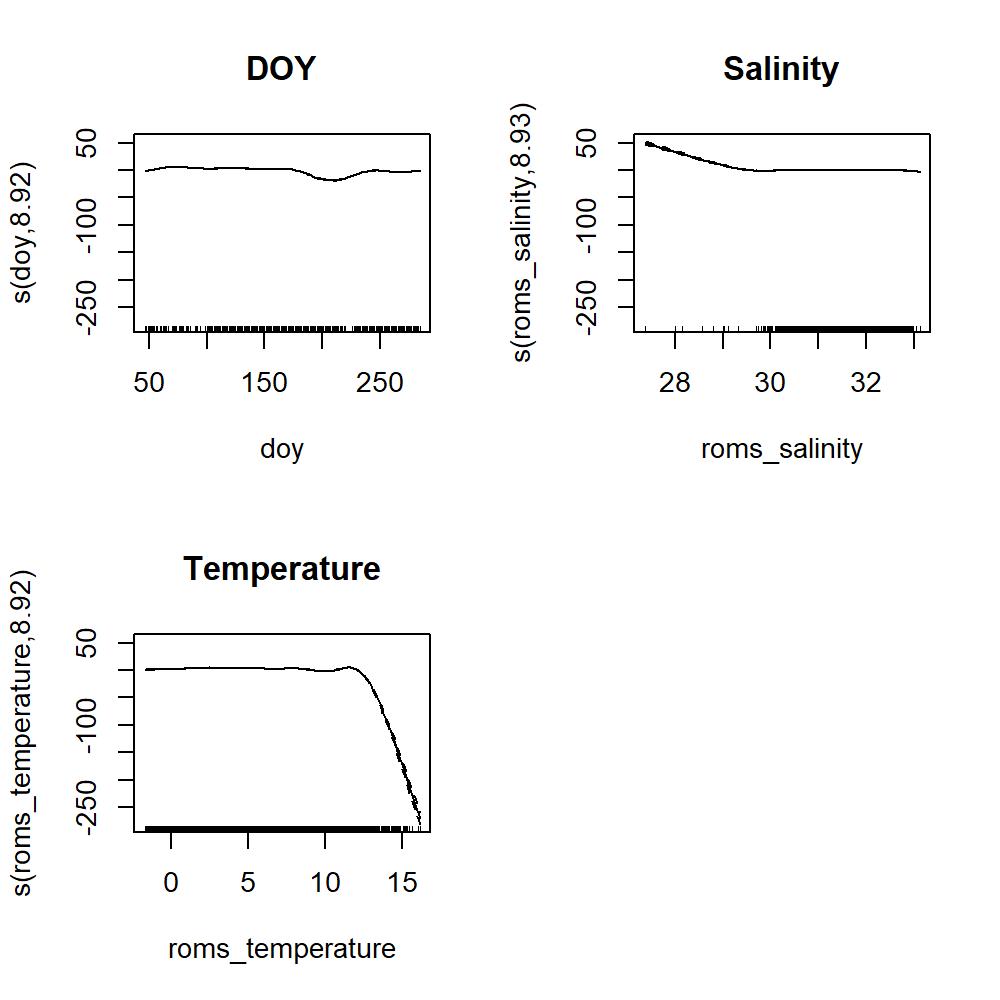 DOY
s(doy,8.92)
50
-100
-250
50
150
250
doy
Salinity
s(roms_salinity,8.93)
50
-100
-250
28
30
32
roms_salinity
Temperature
s(roms_temperature,8.92)
50
-100
-250
0
5
10
15
roms_temperature